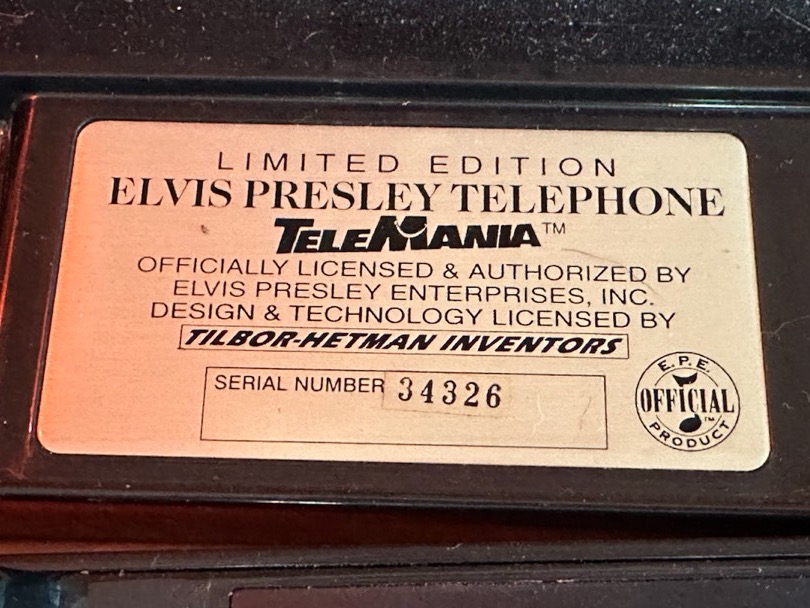 LIMITED EDITION
ELVIS PRESLEY TELEPHONE
TELEMANIA™
OFFICIALLY LICENSED & AUTHORIZED BY
ELVIS PRESLEY ENTERPRISES, INC.
DESIGN & TECHNOLOGY LICENSED BY
TILBOR-HETMAN INVENTORS
SERIAL NUMBER 34326
E.P.E.
OFFICIAL™
PRODUCT